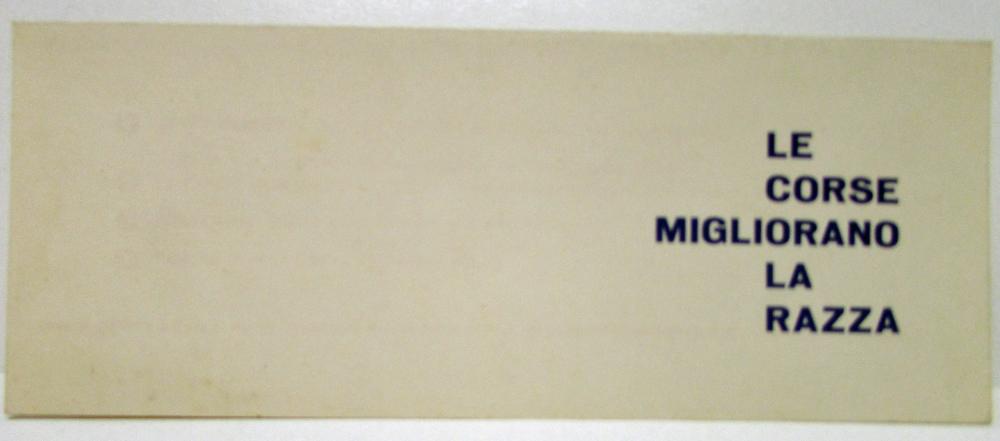 LE
CORSE
MIGLIORANO
LA
RAZZA